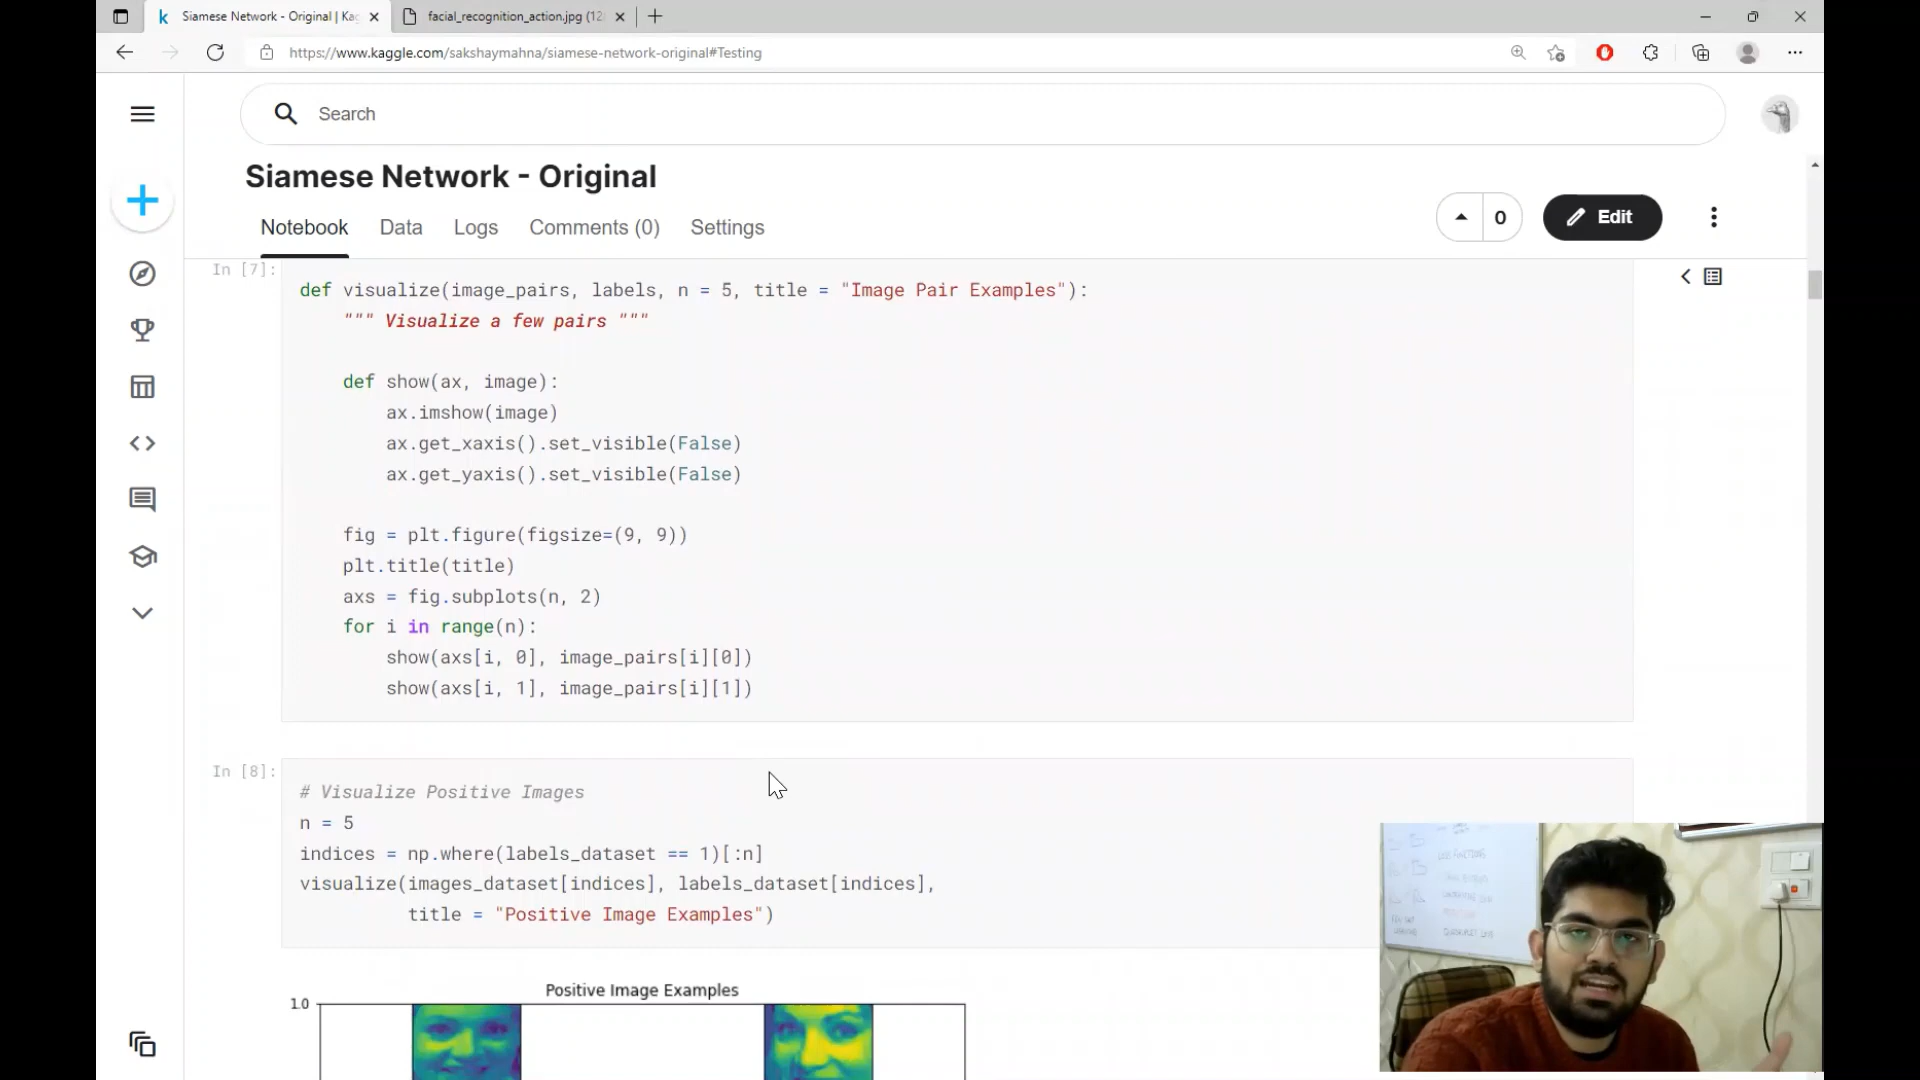 Siamese Network - Original | Kag
facial_recognition_action.jpg (12
https://www.kaggle.com/sakshaymahna/siamese-network-original#Testing
Search
Siamese Network - Original
Notebook
Data
Logs
Comments (0)
Settings
0
Edit
In [7]:
def visualize(image_pairs, labels, n = 5, title = "Image Pair Examples"):
""" Visualize a few pairs """
def show(ax, image):
ax.imshow(image)
ax.get_xaxis().set_visible(False)
ax.get_yaxis().set_visible(False)
fig = plt.figure(figsize=(9, 9))
plt.title(title)
axs = fig.subplots(n, 2)
for i in range(n):
show(axs[i, 0], image_pairs[i][0])
show(axs[i, 1], image_pairs[i][1])
In [8]:
# Visualize Positive Images
n = 5
indices = np.where(labels_dataset == 1)[:n]
visualize(images_dataset[indices], labels_dataset[indices],
title = "Positive Image Examples")
Positive Image Examples
1.0
LOSS FUNCTIONS